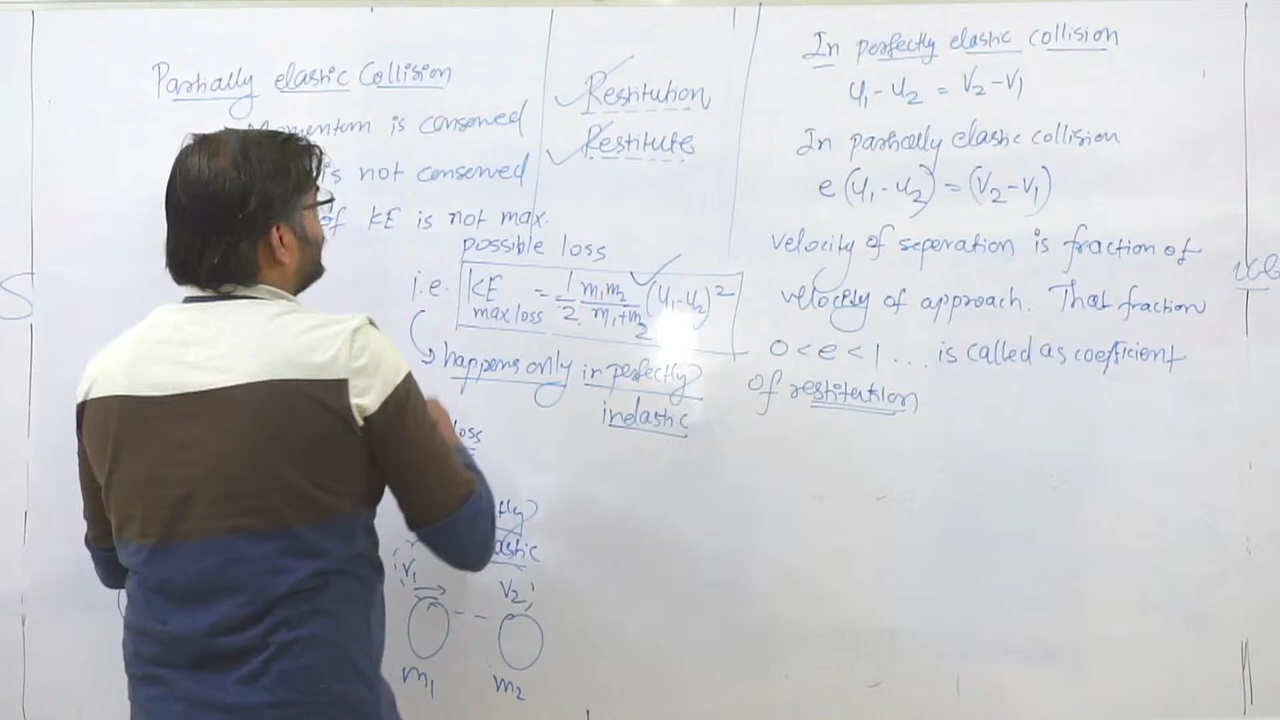 Partially elastic Collision
Momentum is conserved
is not conserved
of KE is not max.
possible loss
i.e. KE max loss = 1/2 m1m2/m1+m2 (u1-u2)²
happens only in perfectly
inelastic
loss
astic
V1
V2
m1
m2
Restitution
Restitute
In perfectly elastic collision
u1 - u2 = V2 - V1
In partially elastic collision
e (u1 - u2) = (V2 - V1)
velocity of seperation is fraction of
velocity of approach. That fraction
0 < e < 1 ... is called as coefficient
of restitution
S